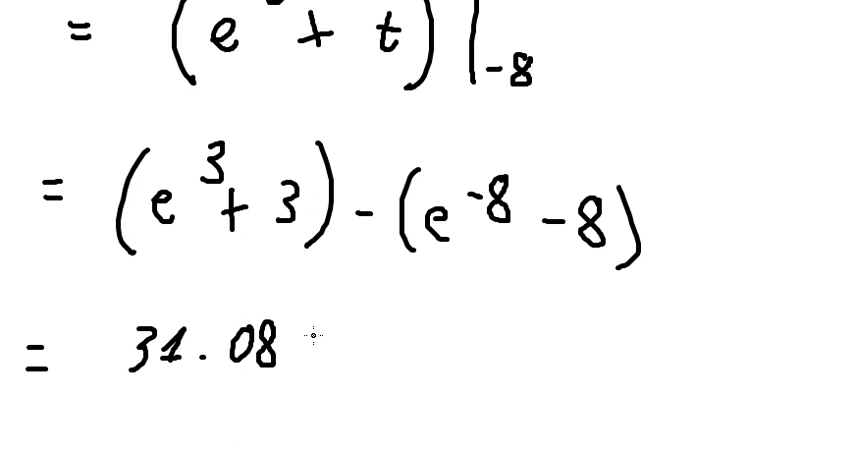 = (e + t)|-8
= (e^3 + 3) - (e^-8 - 8)
= 31.08